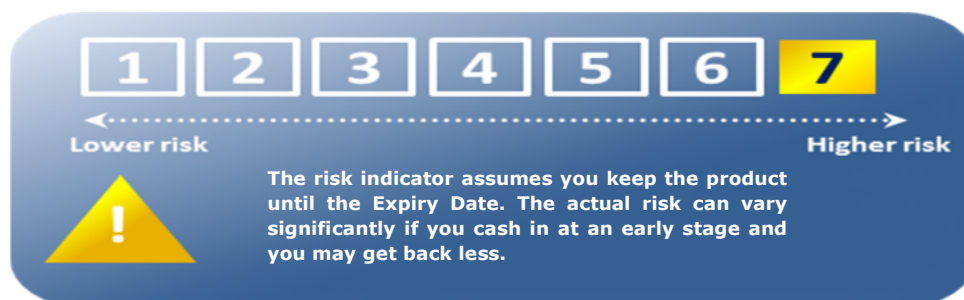 1 2 3 4 5 6 7
Lower risk Higher risk
!
The risk indicator assumes you keep the product
until the Expiry Date. The actual risk can vary
significantly if you cash in at an early stage and
you may get back less.